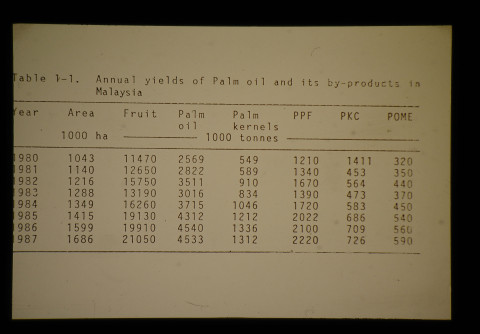 Table 1-1. Annual yields of Palm oil and its by-products in
Malaysia
Year Area Fruit Palm Palm PPF PKC POME
oil kernels
1000 ha 1000 tonnes
1980 1043 11470 2569 549 1210 1411 320
1981 1140 12650 2822 589 1340 453 350
1982 1216 15750 3511 910 1670 564 440
1983 1288 13190 3016 834 1390 473 370
1984 1349 16260 3715 1046 1720 583 450
1985 1415 19130 4312 1212 2022 686 540
1986 1599 19910 4540 1336 2100 709 560
1987 1686 21050 4533 1312 2220 726 590